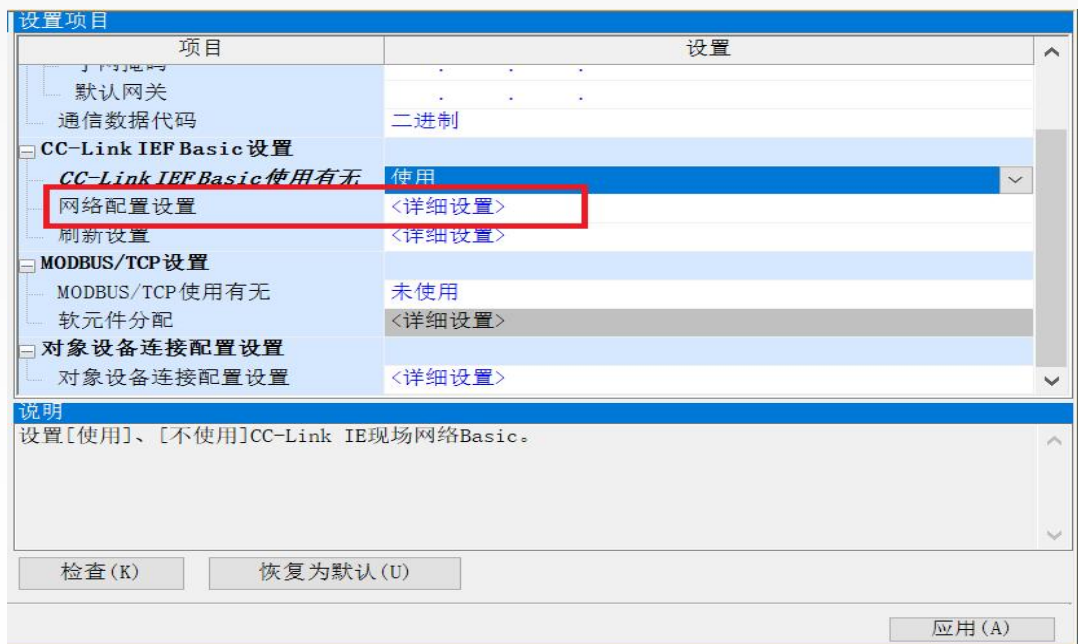 设置项目
项目 设置
子网掩码 . . .
默认网关 . . .
通信数据代码 二进制
CC-Link IEF Basic设置
CC-Link IEF Basic使用有无 使用
网络配置设置 <详细设置>
刷新设置 <详细设置>
MODBUS/TCP设置
MODBUS/TCP使用有无 未使用
软元件分配 <详细设置>
对象设备连接配置设置
对象设备连接配置设置 <详细设置>
说明
设置[使用]、[不使用]CC-Link IE现场网络Basic。
检查(K) 恢复为默认(U)
应用(A)